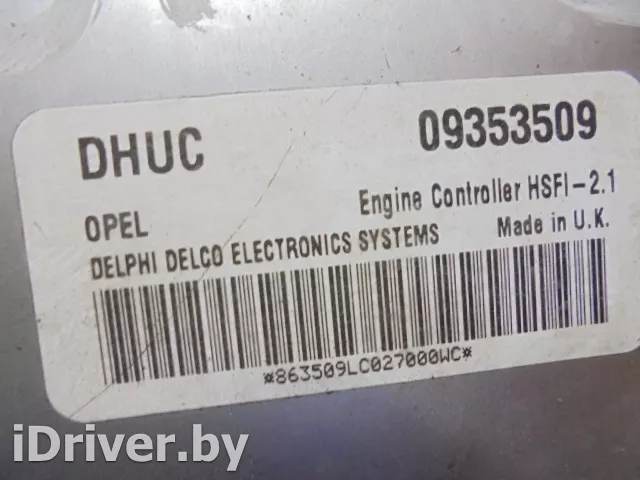 DHUC 09353509
OPEL Engine Controller HSFI-2.1
DELPHI DELCO ELECTRONICS SYSTEMS Made in U.K.
*863509LC027000WC*
iDriver.by